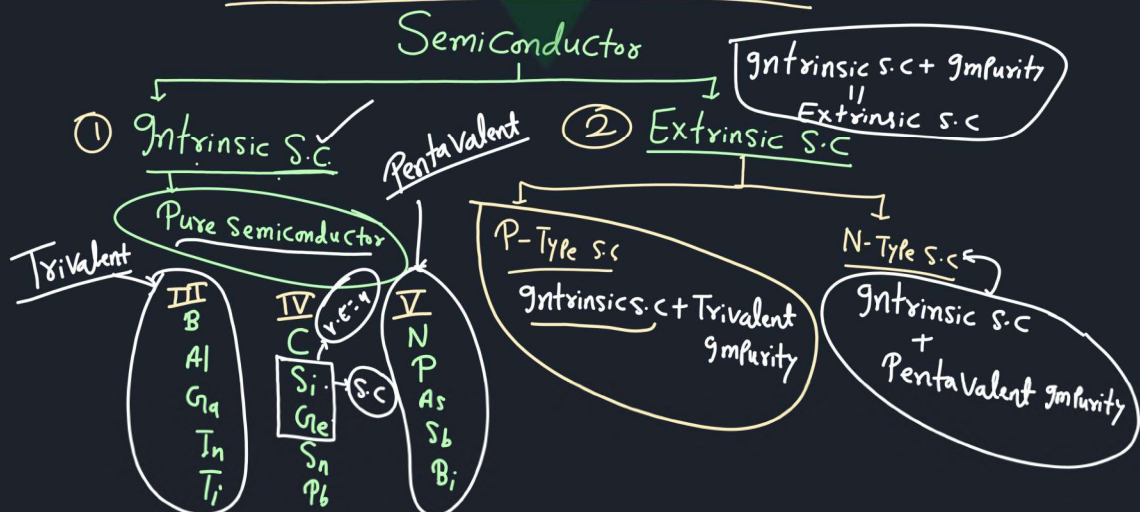 Semiconductor
Intrinsic S.C + Impurity
=
Extrinsic S.C
① Intrinsic S.C.
Pentavalent
② Extrinsic S.C
Pure Semiconductor
P-Type S.C
N-Type S.C
Trivalent
Intrinsic S.C + Trivalent
Impurity
Intrinsic S.C
+
Pentavalent Impurity
III IV V
V.E=4
B C N
Al Si P
S.C
Ga Ge As
In Sn Sb
Ti Pb Bi